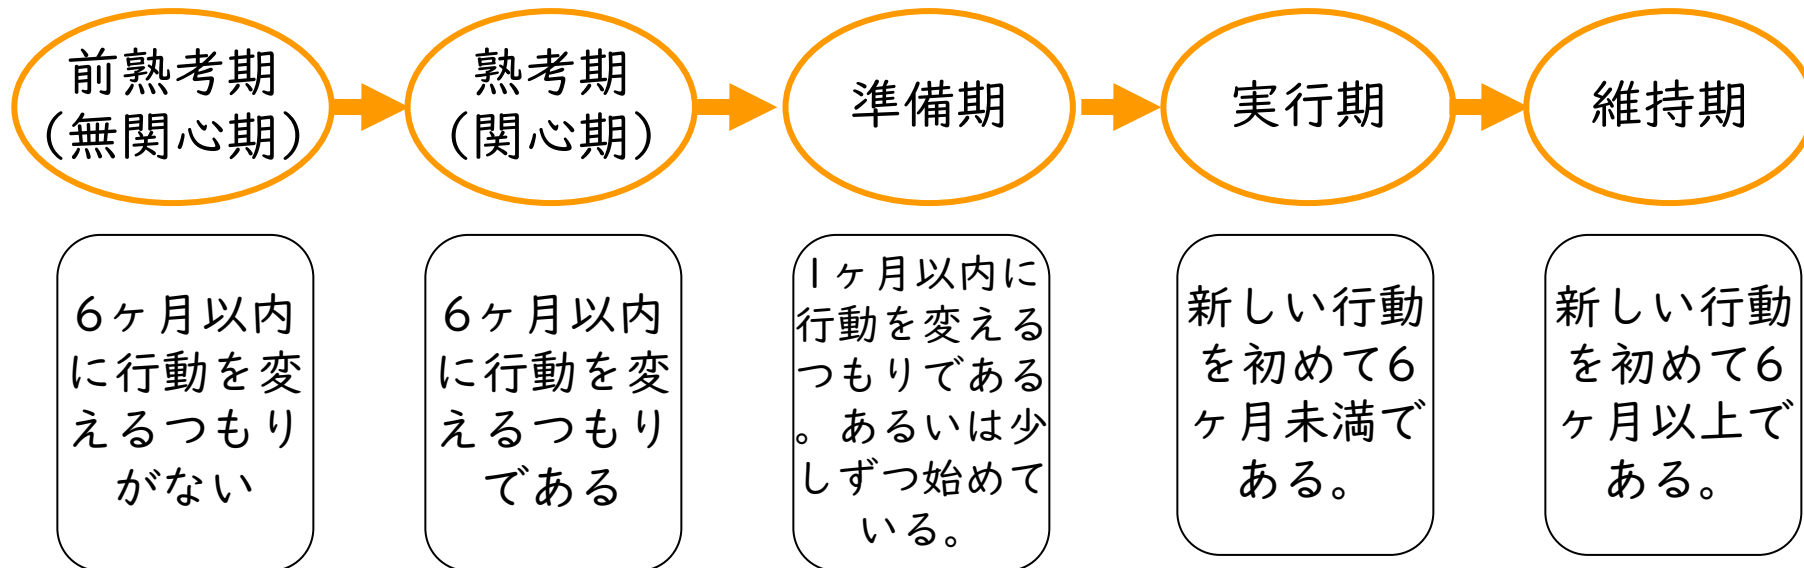 前熟考期
(無関心期)
熟考期
(関心期)
準備期
実行期
維持期
6ヶ月以内
に行動を変
えるつもり
がない
6ヶ月以内
に行動を変
えるつもり
である
1ヶ月以内に
行動を変える
つもりである
。あるいは少
しずつ始めて
いる。
新しい行動
を初めて6
ヶ月未満で
ある。
新しい行動
を初めて6
ヶ月以上で
ある。